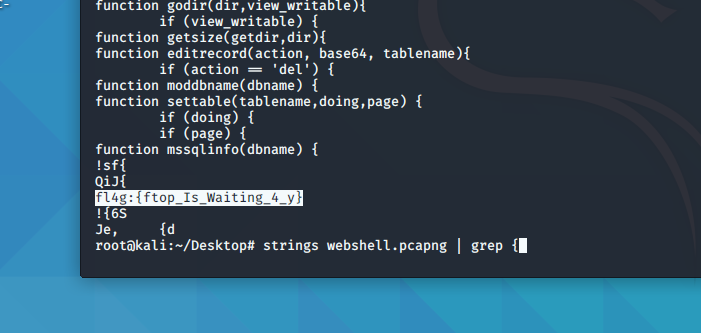 function godir(dir,view_writable){
        if (view_writable) {
function getsize(getdir,dir){
function editrecord(action, base64, tablename){
        if (action == 'del') {
function moddbname(dbname) {
function settable(tablename,doing,page) {
        if (doing) {
        if (page) {
function mssqlinfo(dbname) {
!sf{
QiJ{
fl4g:{ftop_Is_Waiting_4_y}
!{6S
Je,     {d
root@kali:~/Desktop# strings webshell.pcapng | grep {